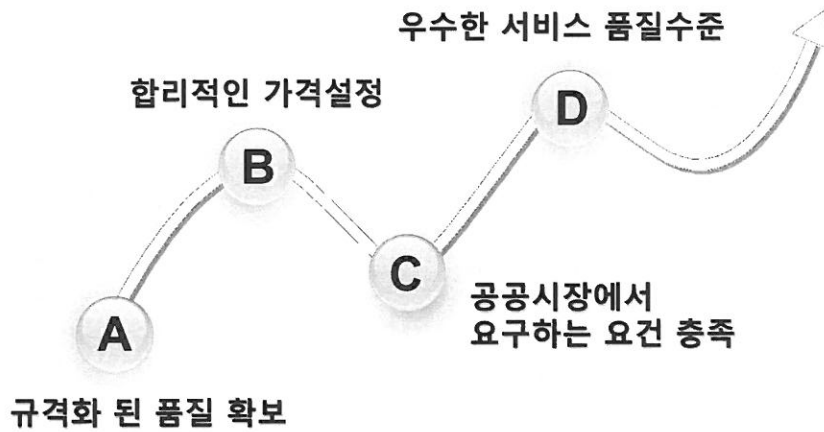 우수한 서비스 품질수준
합리적인 가격설정
D
B
C
공공시장에서
요구하는 요건 충족
A
규격화 된 품질 확보